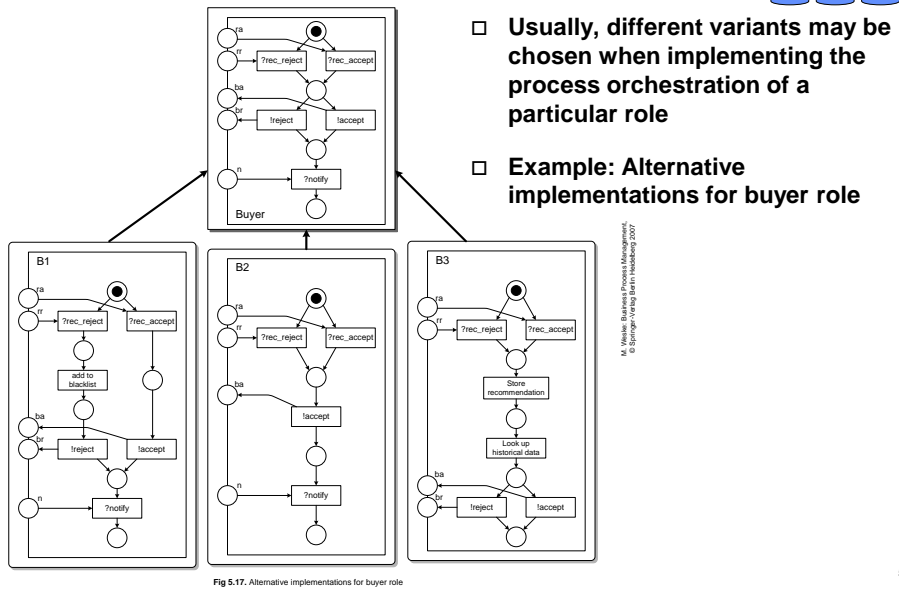 ra
rr
?rec_reject
?rec_accept
ba
br
!reject
!accept
n
?notify
Buyer
□ Usually, different variants may be
chosen when implementing the
process orchestration of a
particular role
□ Example: Alternative
implementations for buyer role
M. Weske: Business Process Management,
© Springer-Verlag Berlin Heidelberg 2007
B1
ra
rr
?rec_reject
?rec_accept
add to
blacklist
ba
br
!reject
!accept
n
?notify
B2
ra
rr
?rec_reject
?rec_accept
ba
!accept
n
?notify
B3
ra
rr
?rec_reject
?rec_accept
Store
recommendation
Look up
historical data
ba
br
!reject
!accept
Fig 5.17. Alternative implementations for buyer role